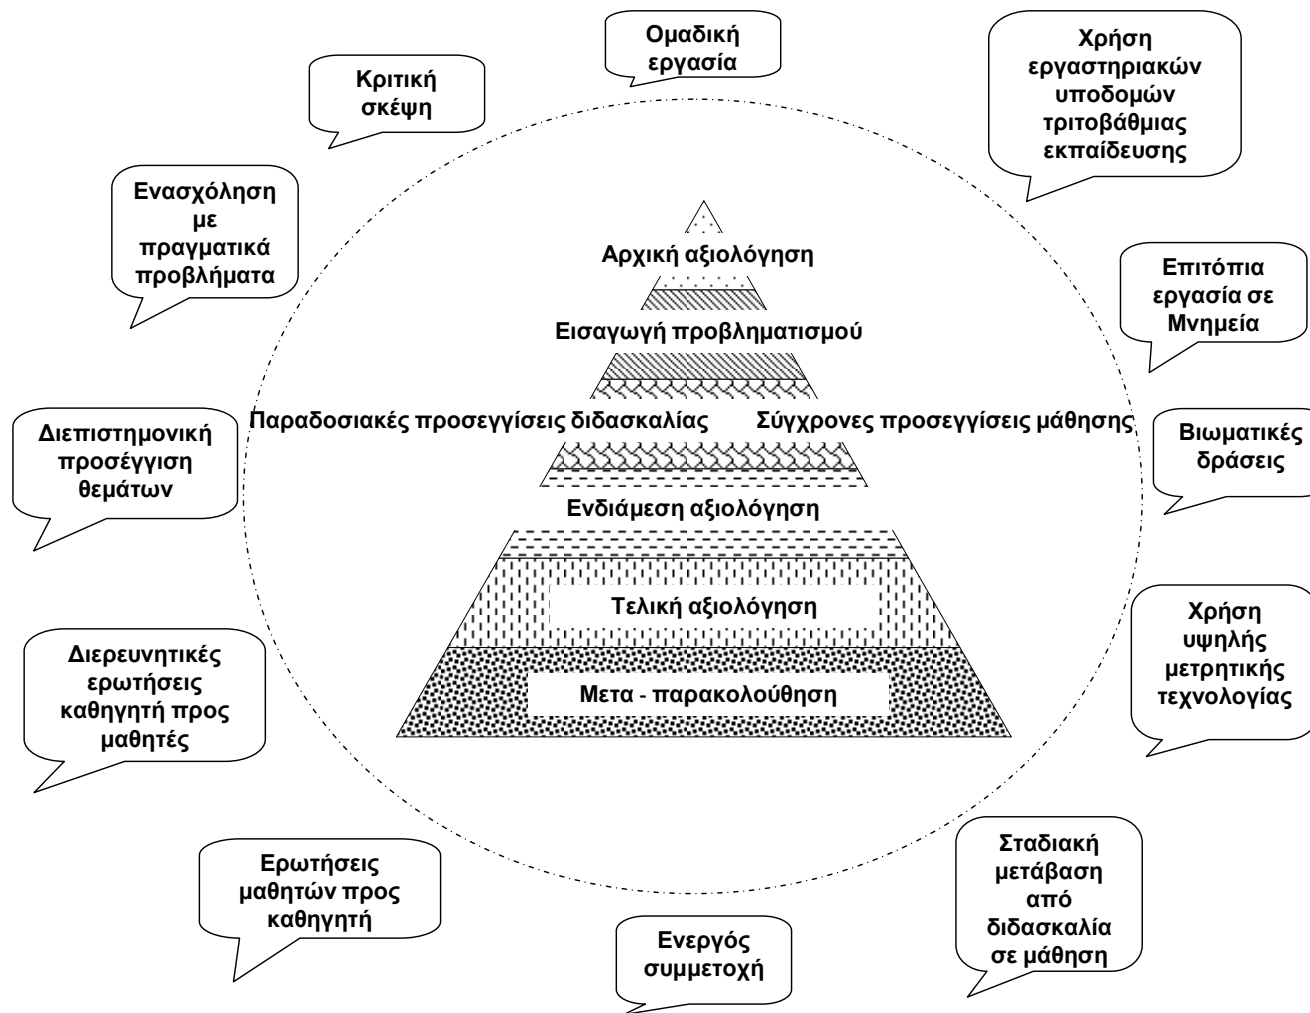 Ομαδική
εργασία
Χρήση
εργαστηριακών
υποδομών
τριτοβάθμιας
εκπαίδευσης
Κριτική
σκέψη
Ενασχόληση
με
πραγματικά
προβλήματα
Αρχική αξιολόγηση
Επιτόπια
εργασία σε
Μνημεία
Εισαγωγή προβληματισμού
Παραδοσιακές προσεγγίσεις διδασκαλίας
Σύγχρονες προσεγγίσεις μάθησης
Διεπιστημονική
προσέγγιση
θεμάτων
Βιωματικές
δράσεις
Ενδιάμεση αξιολόγηση
Τελική αξιολόγηση
Χρήση
υψηλής
μετρητικής
τεχνολογίας
Διερευνητικές
ερωτήσεις
καθηγητή προς
μαθητές
Μετα - παρακολούθηση
Ερωτήσεις
μαθητών προς
καθηγητή
Σταδιακή
μετάβαση
από
διδασκαλία
σε μάθηση
Ενεργός
συμμετοχή